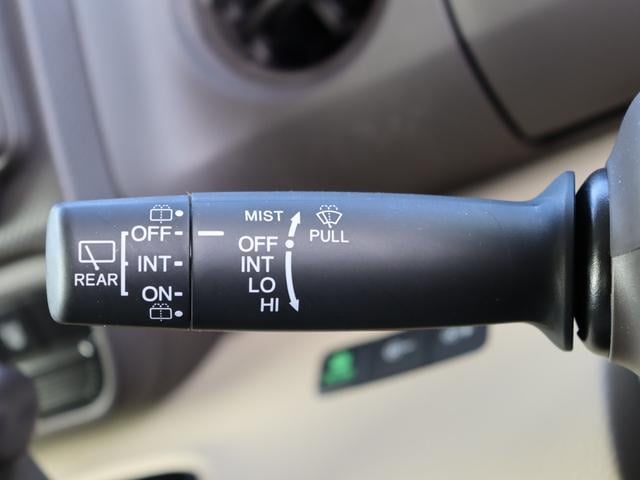 REAR
OFF
INT
ON
MIST
OFF
INT
LO
HI
PULL